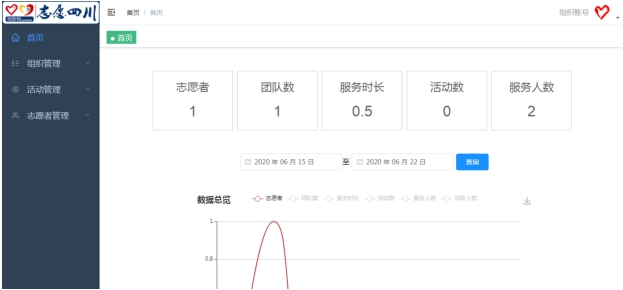 志愿四川
首页 / 首页
组织账号
首页
首页
组织管理
活动管理
志愿者管理
志愿者
1
团队数
1
服务时长
0.5
活动数
0
服务人数
2
2020 年 06 月 15 日
至
2020 年 06 月 22 日
查询
数据总览
志愿者
团队数
服务时长
活动数
服务人数
活跃人数
1
0.8